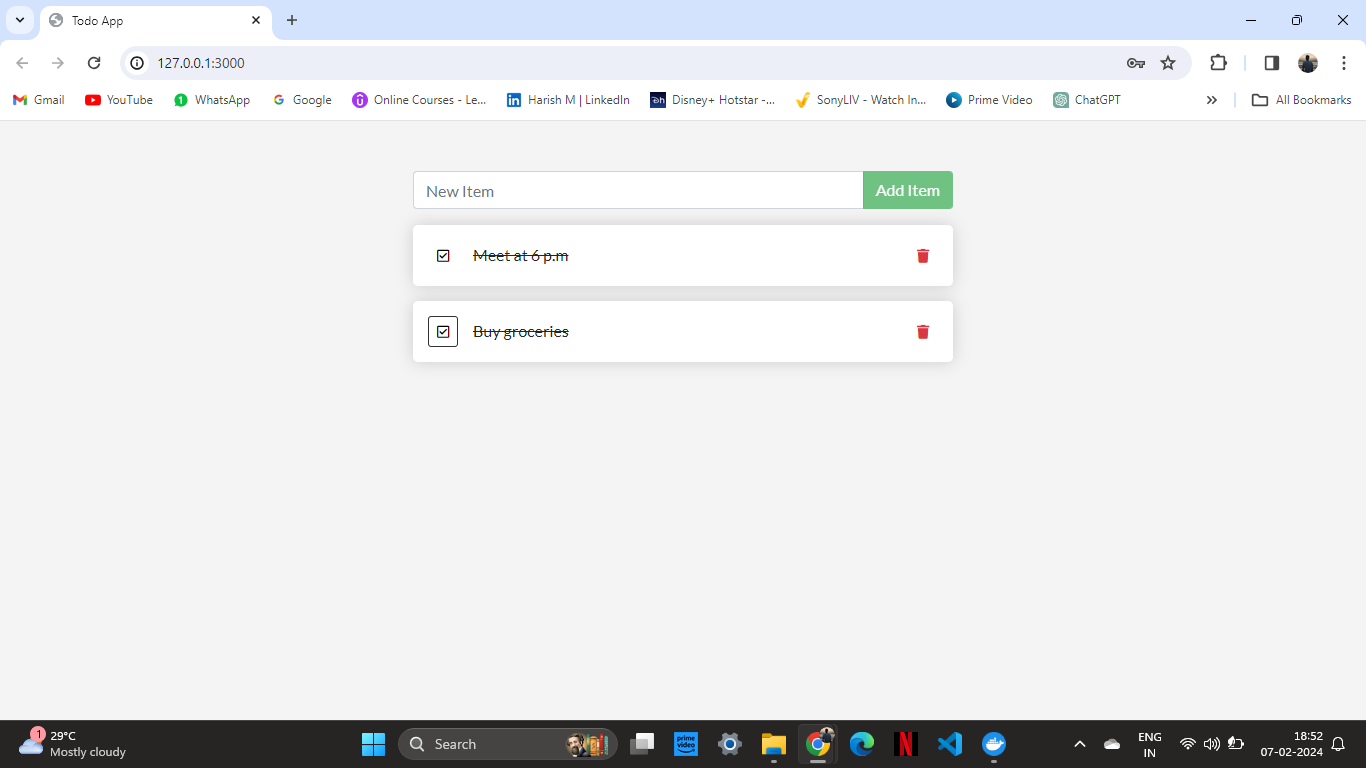 Todo App
127.0.0.1:3000
Gmail YouTube WhatsApp Google Online Courses - Le... Harish M | LinkedIn Disney+ Hotstar -... SonyLIV - Watch In... Prime Video ChatGPT All Bookmarks
New Item Add Item
Meet at 6 p.m
Buy groceries
1
29°C
Mostly cloudy
Search
prime video
ENG
IN
18:52
07-02-2024